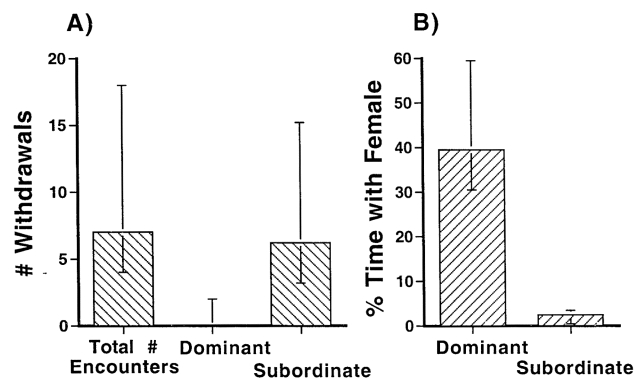 A)
# Withdrawals
20
15
10
5
0
Total #
Encounters
Dominant
Subordinate
B)
% Time with Female
60
50
40
30
20
10
0
Dominant
Subordinate